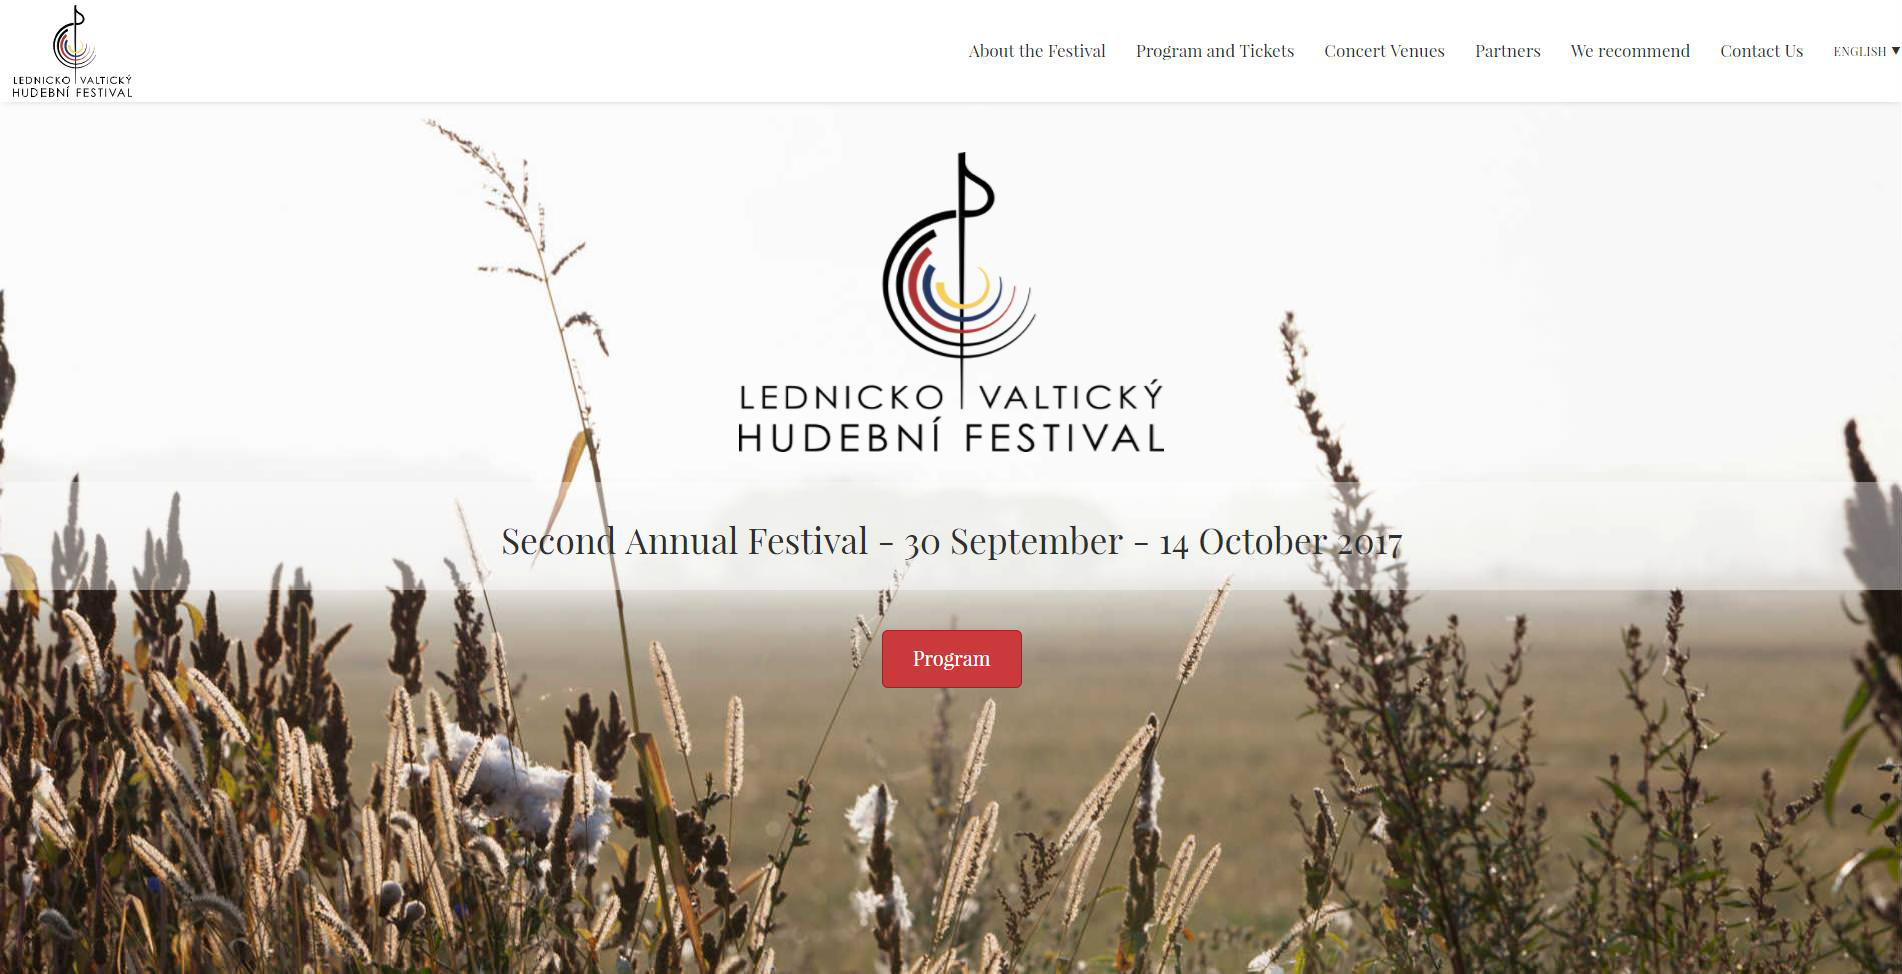 LEDNICKO VALTICKÝ
HUDEBNÍ FESTIVAL
About the Festival Program and Tickets Concert Venues Partners We recommend Contact Us ENGLISH ▼
LEDNICKO VALTICKÝ
HUDEBNÍ FESTIVAL
Second Annual Festival - 30 September - 14 October 2017
Program